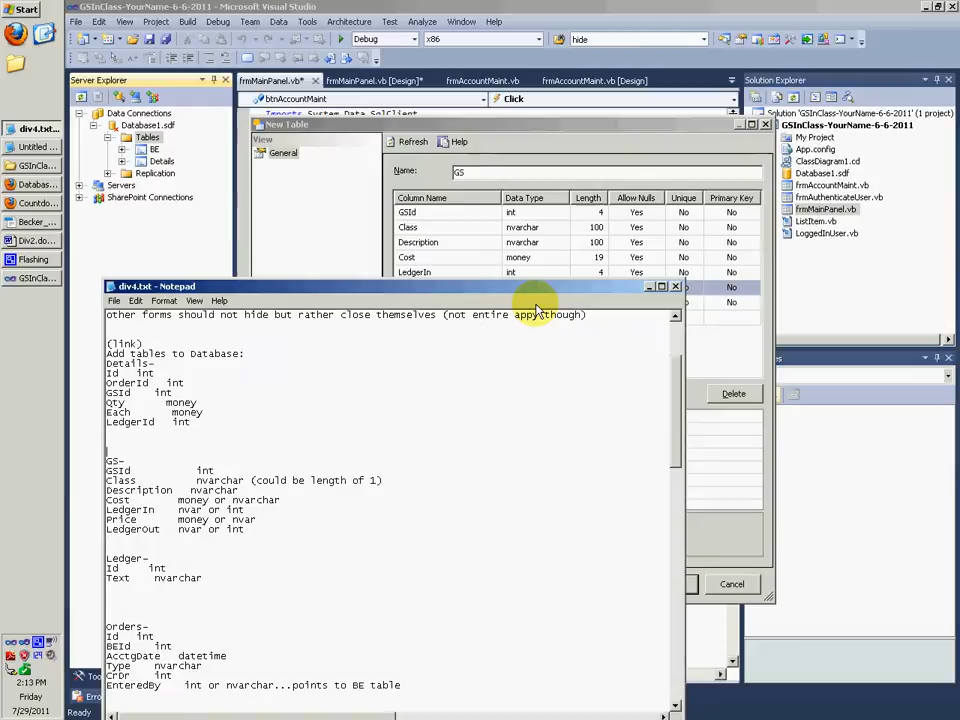 Start
GSInClass-YourName-6-6-2011 - Microsoft Visual Studio
File Edit View Project Build Debug Team Data Tools Architecture Test Analyze Window Help
Debug x86 hide
Server Explorer
frmMainPanel.vb* frmMainPanel.vb [Design]* frmAccountMaint.vb frmAccountMaint.vb [Design]
Solution Explorer
btnAccountMaint Click
Imports System.Data.SqlClient
Data Connections
Database1.sdf
Tables
BE
Details
Replication
Servers
SharePoint Connections
Solution 'GSInClass-YourName-6-6-2011' (1 project)
GSInClass-YourName-6-6-2011
My Project
App.config
ClassDiagram1.cd
Database1.sdf
frmAccountMaint.vb
frmAuthenticateUser.vb
frmMainPanel.vb
ListItem.vb
LoggedInUser.vb
div4.txt...
Untitled ...
GSInCla...
Databas...
Countdo...
Becker_...
Div2.do...
Flashing
GSInCla...
New Table
View
General
Refresh Help
Name: GS
Column Name Data Type Length Allow Nulls Unique Primary Key
GSId int 4 Yes No No
Class nvarchar 100 Yes No No
Description nvarchar 100 Yes No No
Cost money 19 Yes No No
LedgerIn int 4 Yes No No
No
No
Delete
Cancel
div4.txt - Notepad
File Edit Format View Help
other forms should not hide but rather close themselves (not entire appy though)
(link)
Add tables to Database:
Details-
Id int
OrderId int
GSId int
Qty money
Each money
LedgerId int
GS-
GSId int
Class nvarchar (could be length of 1)
Description nvarchar
Cost money or nvarchar
LedgerIn nvar or int
Price money or nvar
LedgerOut nvar or int
Ledger-
Id int
Text nvarchar
Orders-
Id int
BEId int
AcctgDate datetime
Type nvarchar
CrDr int
EnteredBy int or nvarchar...points to BE table
2:13 PM
Friday
7/29/2011
Ready